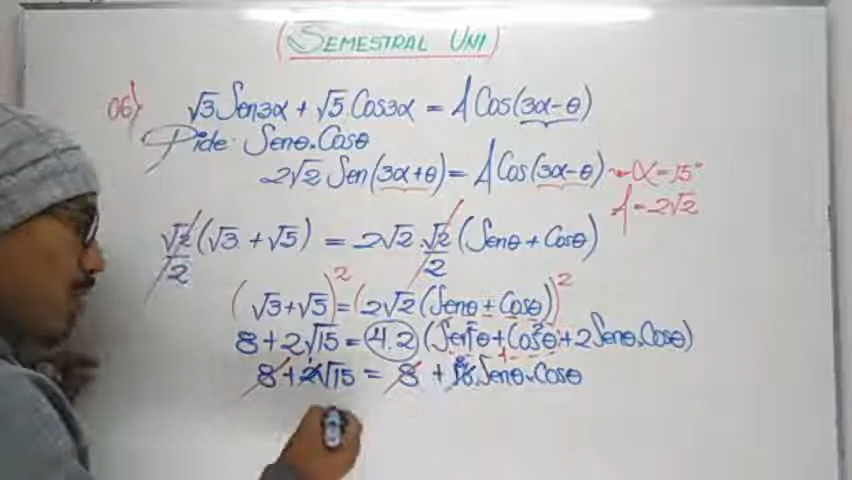 (SEMESTRAL UNI)
06) √3 Sen3α + √5.Cos3α = A Cos(3α-θ)
Pide: Senθ.Cosθ
2√2 Sen(3α+θ) = A Cos(3α-θ) → α=15°
A=2√2
√2/2 (√3 + √5) = 2√2.√2/2 (Senθ + Cosθ)
(√3+√5)² = (2√2 (Senθ + Cosθ))²
8+2√15 = 4.2 (Sen²θ+Cos²θ+2Senθ.Cosθ)
1
8+2√15 = 8 + 16.Senθ.Cosθ